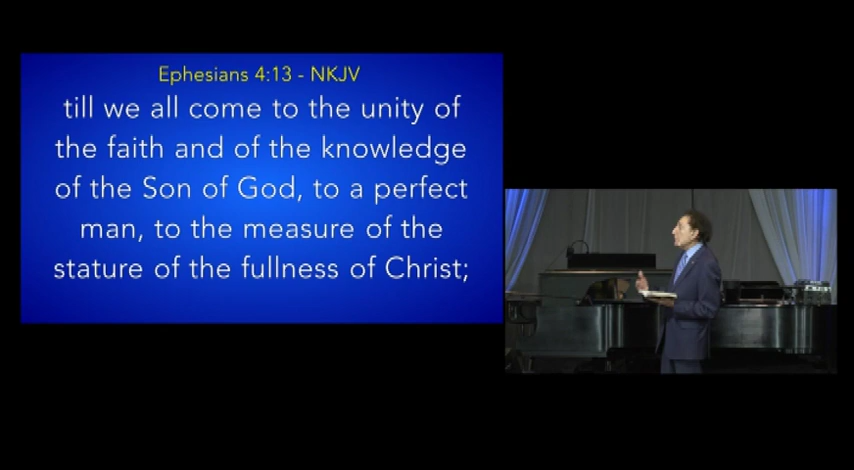 Ephesians 4:13 - NKJV
till we all come to the unity of
the faith and of the knowledge
of the Son of God, to a perfect
man, to the measure of the
stature of the fullness of Christ;